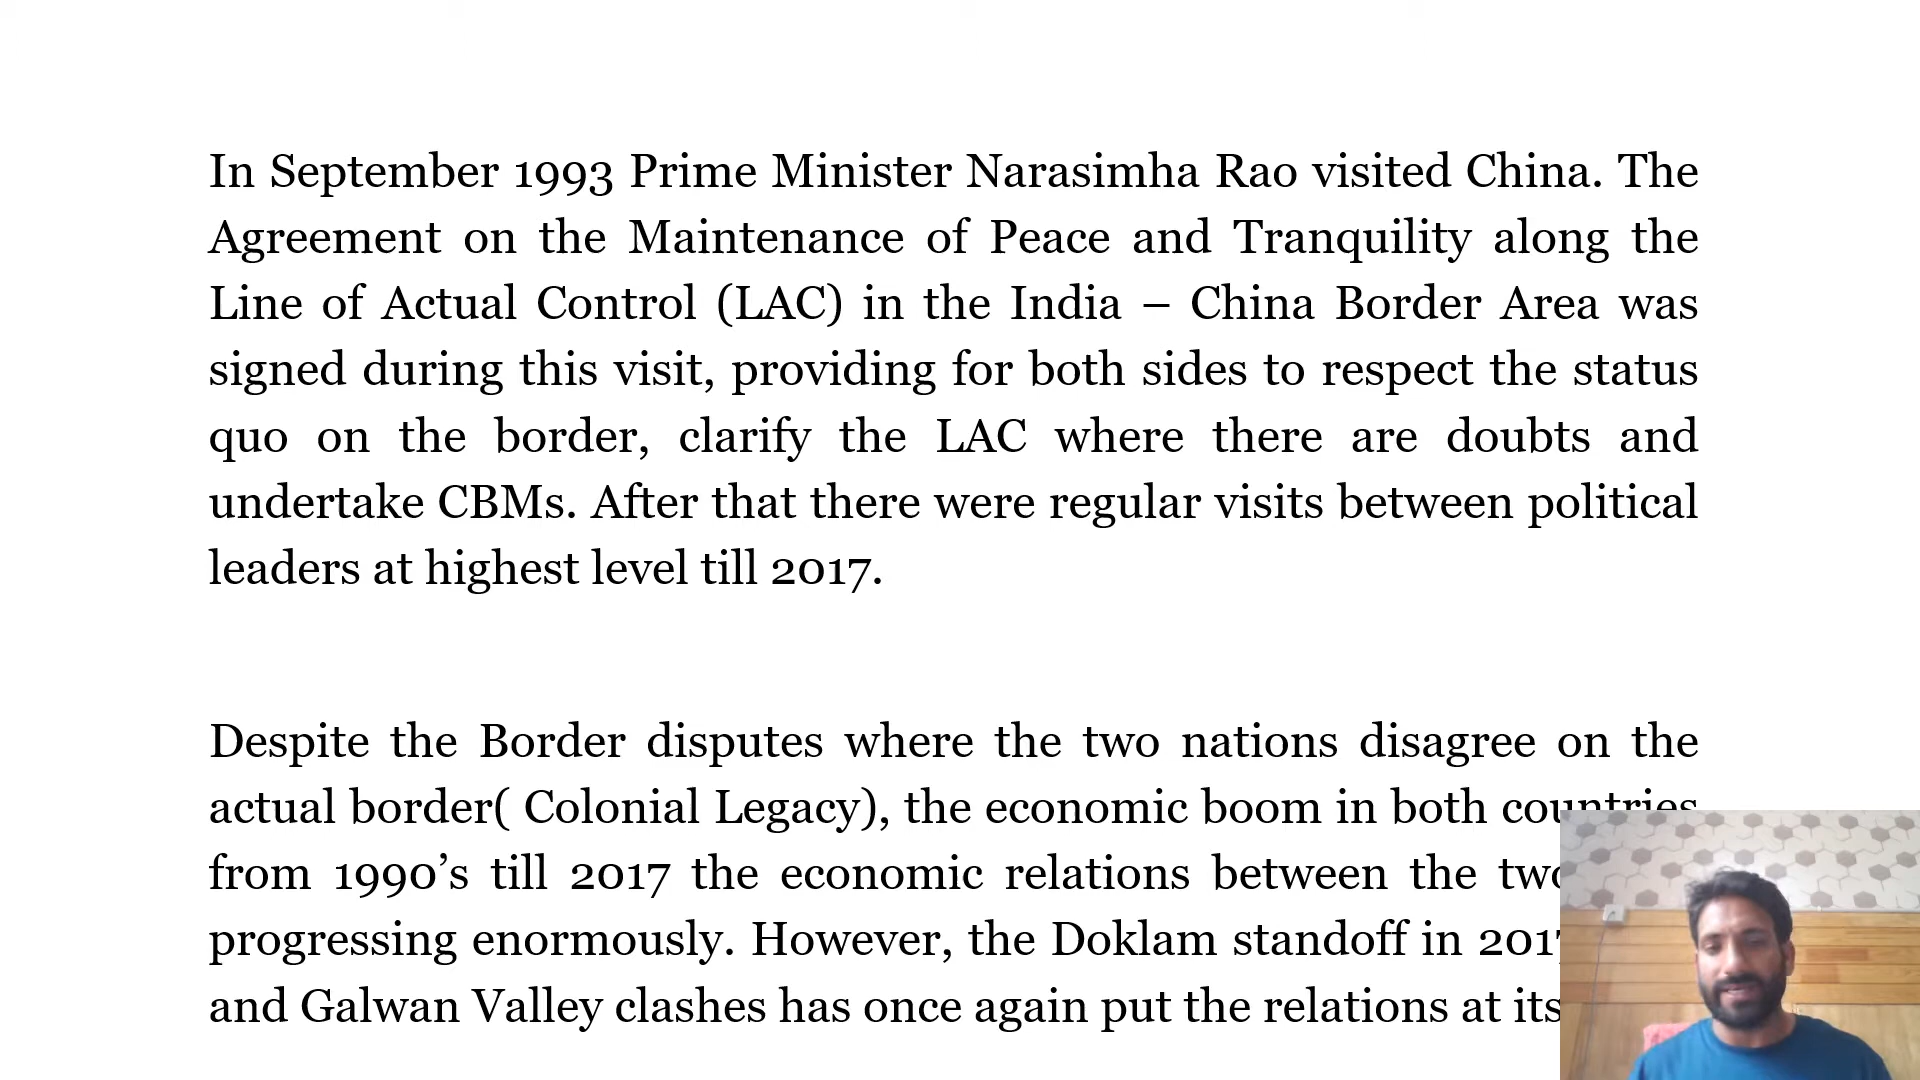 In September 1993 Prime Minister Narasimha Rao visited China. The
Agreement on the Maintenance of Peace and Tranquility along the
Line of Actual Control (LAC) in the India – China Border Area was
signed during this visit, providing for both sides to respect the status
quo on the border, clarify the LAC where there are doubts and
undertake CBMs. After that there were regular visits between political
leaders at highest level till 2017.
Despite the Border disputes where the two nations disagree on the
actual border( Colonial Legacy), the economic boom in both countries
from 1990’s till 2017 the economic relations between the two
progressing enormously. However, the Doklam standoff in 2017
and Galwan Valley clashes has once again put the relations at its